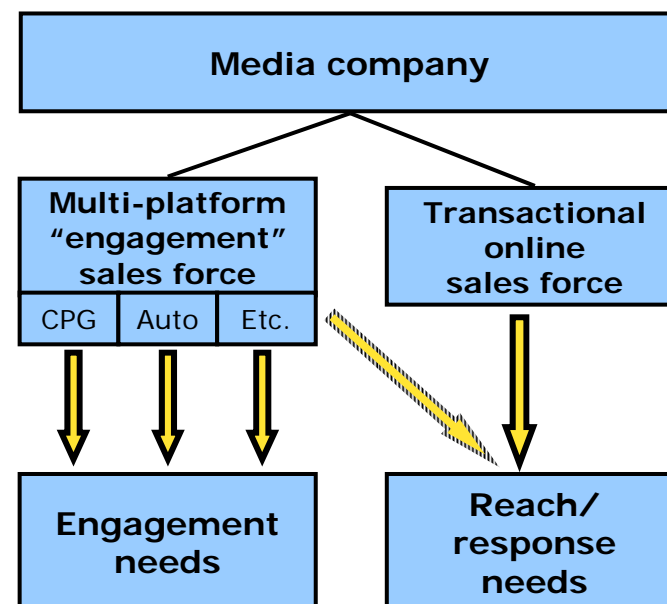 Media company
Multi-platform
“engagement”
sales force
CPG
Auto
Etc.
Transactional
online
sales force
Engagement
needs
Reach/
response
needs